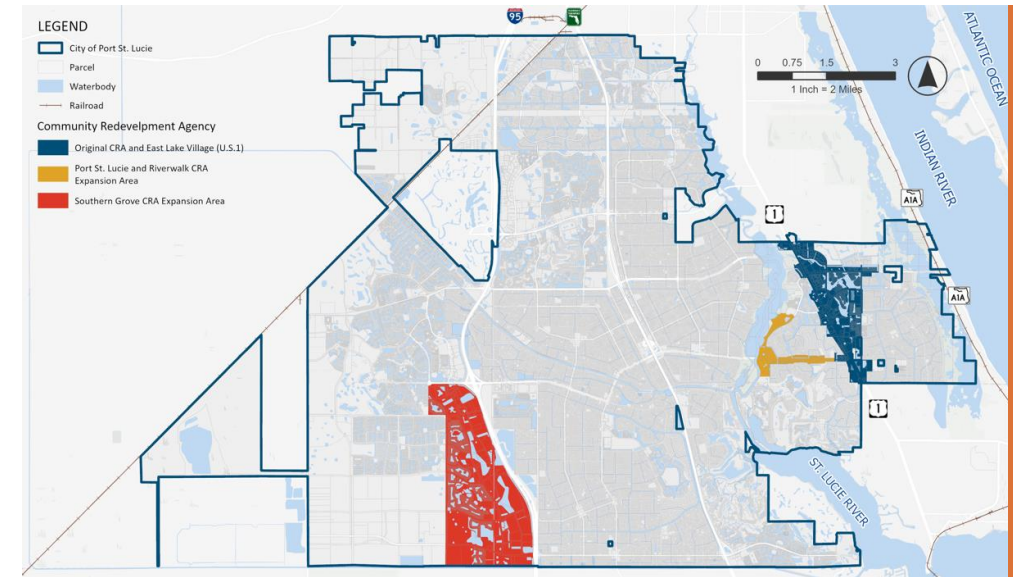 LEGEND
City of Port St. Lucie
Parcel
Waterbody
Railroad
Community Redevelpment Agency
Original CRA and East Lake Village (U.S.1)
Port St. Lucie and Riverwalk CRA
Expansion Area
Southern Grove CRA Expansion Area
95
0 0.75 1.5 3
1 Inch = 2 Miles
ATLANTIC OCEAN
INDIAN RIVER
A1A
1
A1A
1
ST. LUCIE RIVER